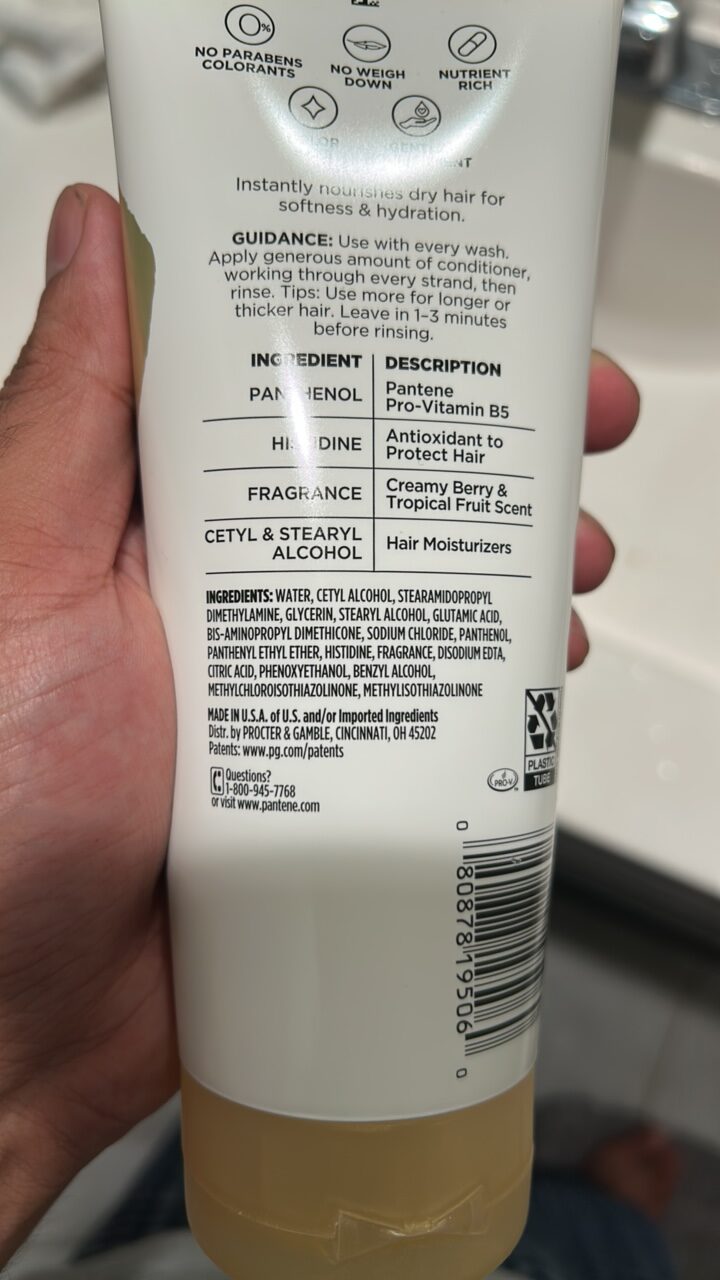 0%
NO PARABENS
COLORANTS
NO WEIGH
DOWN
NUTRIENT
RICH
Instantly nourishes dry hair for
softness & hydration.
GUIDANCE: Use with every wash.
Apply generous amount of conditioner,
working through every strand, then
rinse. Tips: Use more for longer or
thicker hair. Leave in 1–3 minutes
before rinsing.
INGREDIENT DESCRIPTION
PANTHENOL Pantene
Pro-Vitamin B5
HISTIDINE Antioxidant to
Protect Hair
FRAGRANCE Creamy Berry &
Tropical Fruit Scent
CETYL & STEARYL
ALCOHOL Hair Moisturizers
INGREDIENTS: WATER, CETYL ALCOHOL, STEARAMIDOPROPYL
DIMETHYLAMINE, GLYCERIN, STEARYL ALCOHOL, GLUTAMIC ACID,
BIS-AMINOPROPYL DIMETHICONE, SODIUM CHLORIDE, PANTHENOL,
PANTHENYL ETHYL ETHER, HISTIDINE, FRAGRANCE, DISODIUM EDTA,
CITRIC ACID, PHENOXYETHANOL, BENZYL ALCOHOL,
METHYLCHLOROISOTHIAZOLINONE, METHYLISOTHIAZOLINONE
MADE IN U.S.A. of U.S. and/or Imported Ingredients
Distr. by PROCTER & GAMBLE, CINCINNATI, OH 45202
Patents: www.pg.com/patents
Questions?
1-800-945-7768
or visit www.pantene.com
PRO-V
PLASTIC
TUBE
0 80878 19506 0